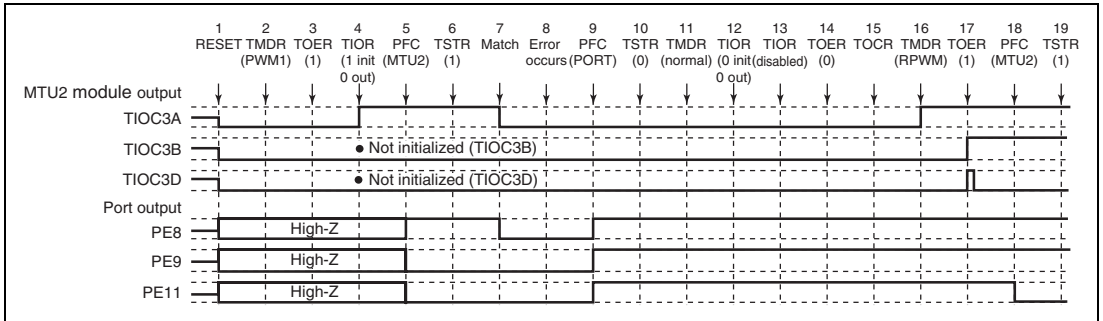 1 2 3 4 5 6 7 8 9 10 11 12 13 14 15 16 17 18 19
RESET TMDR TOER TIOR PFC TSTR Match Error PFC TSTR TMDR TIOR TIOR TOER TOCR TMDR TOER PFC TSTR
(PWM1) (1) (1 init (MTU2) (1) occurs (PORT) (0) (normal) (0 init (disabled) (0) (RPWM) (1) (MTU2) (1)
0 out) 0 out)
MTU2 module output
TIOC3A
TIOC3B • Not initialized (TIOC3B)
TIOC3D • Not initialized (TIOC3D)
Port output
PE8 High-Z
PE9 High-Z
PE11 High-Z